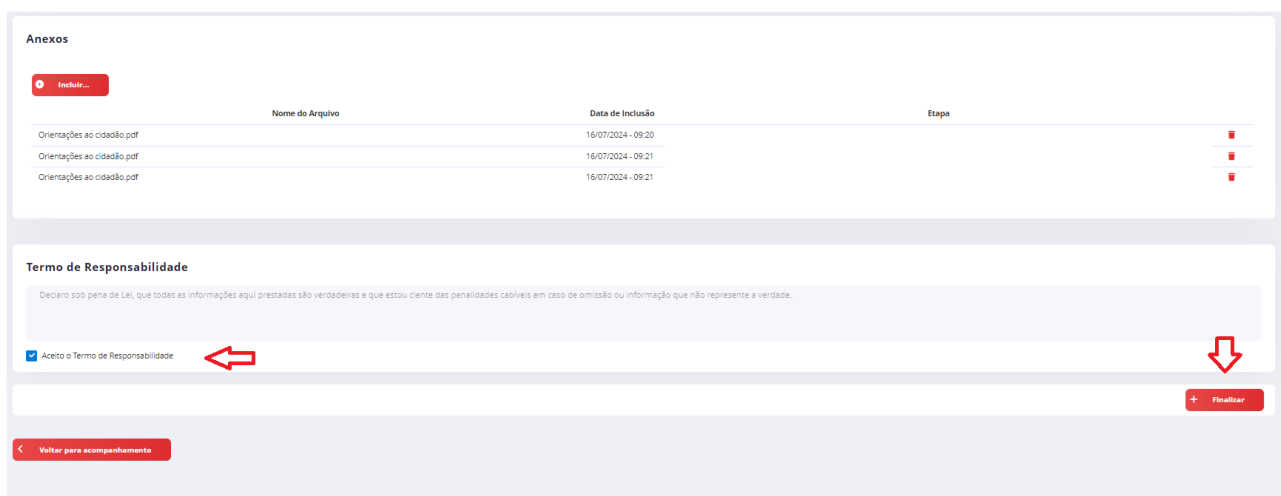 Anexos
Incluir...
Nome do Arquivo Data de Inclusão Etapa
Orientações ao cidadão.pdf 16/07/2024 - 09:20
Orientações ao cidadão.pdf 16/07/2024 - 09:21
Orientações ao cidadão.pdf 16/07/2024 - 09:21
Termo de Responsabilidade
Declaro sob pena de Lei, que todas as informações aqui prestadas são verdadeiras e que estou ciente das penalidades cabíveis em caso de omissão ou informação que não represente a verdade.
Aceito o Termo de Responsabilidade
Finalizar
Voltar para acompanhamento